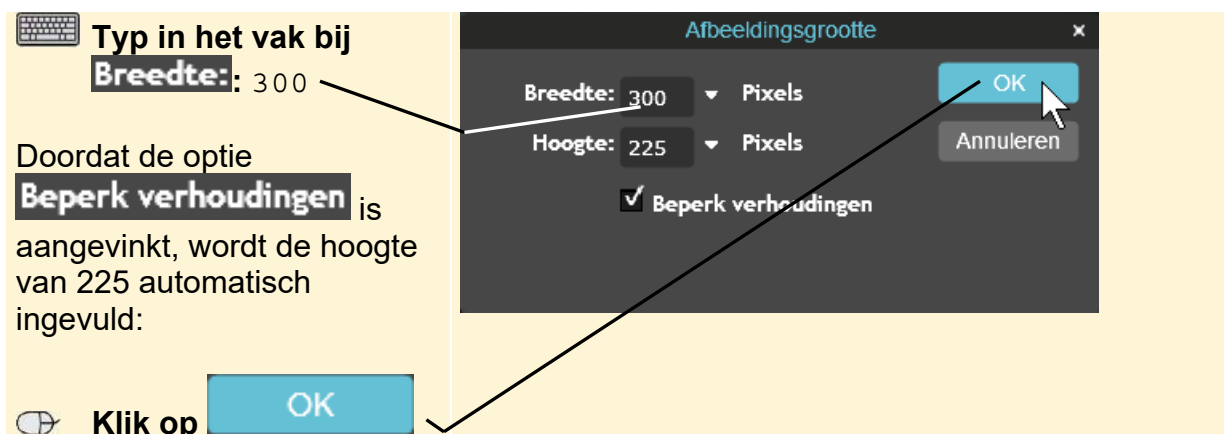 Typ in het vak bij
Breedte:: 300
Doordat de optie
Beperk verhoudingen is
aangevinkt, wordt de hoogte
van 225 automatisch
ingevuld:
Klik op OK
Afbeeldingsgrootte ×
Breedte: 300 Pixels OK
Hoogte: 225 Pixels Annuleren
Beperk verhoudingen